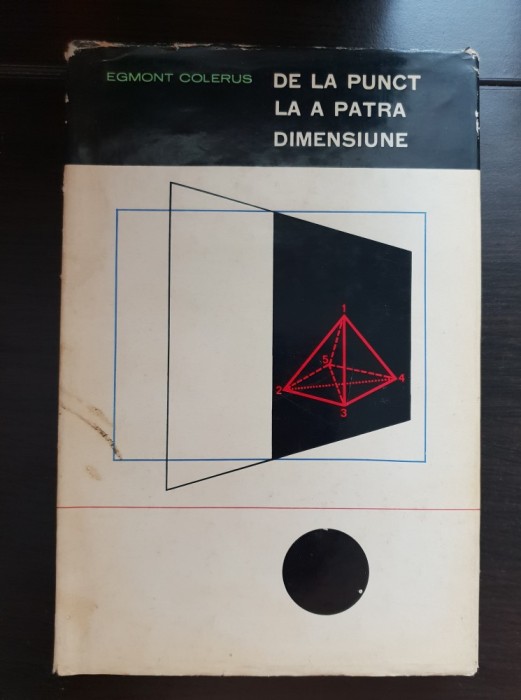 EGMONT COLERUS
DE LA PUNCT
LA A PATRA
DIMENSIUNE
1
5
2
4
3